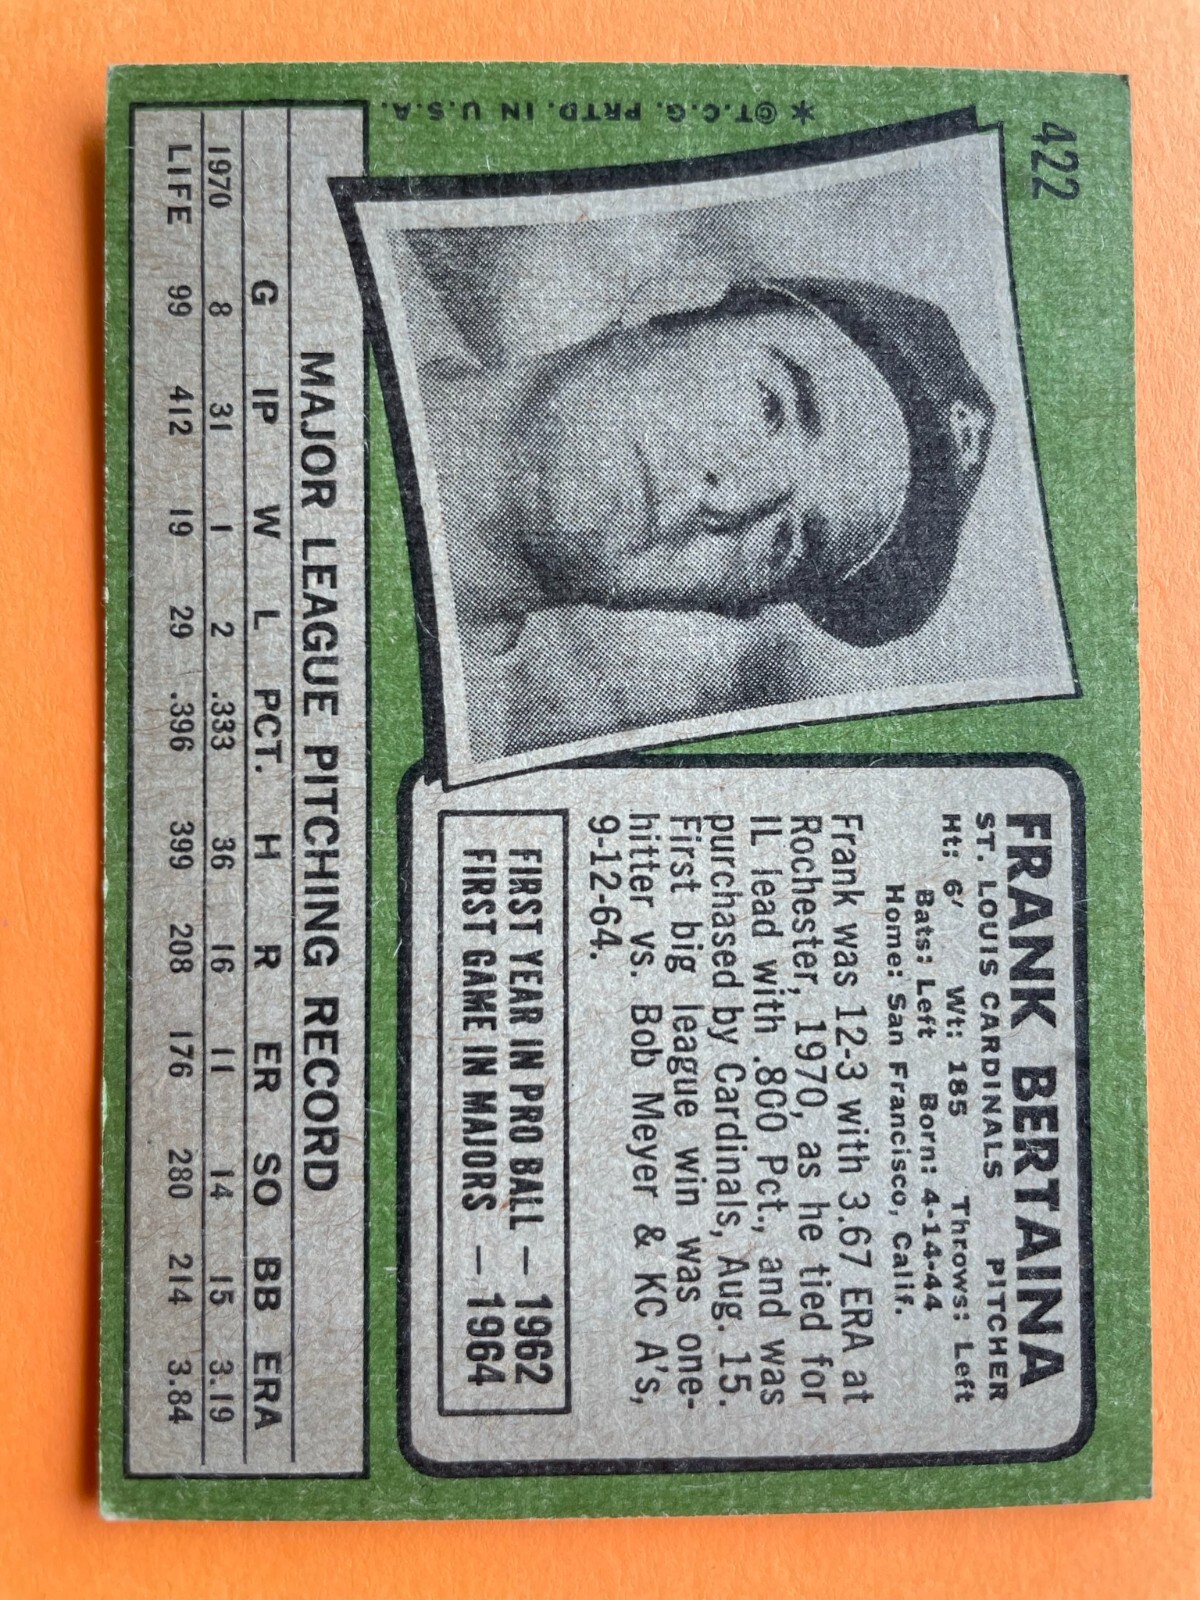 422
FRANK BERTAINA
ST. LOUIS CARDINALS PITCHER
Ht: 6' Wt: 185 Throws: Left
Bats: Left Born: 4-14-44
Home: San Francisco, Calif.
Frank was 12-3 with 3.67 ERA at
Rochester, 1970, as he tied for
IL lead with .800 Pct., and was
purchased by Cardinals, Aug. 15.
First big league win was one-
hitter vs. Bob Meyer & KC A's,
9-12-64.
FIRST YEAR IN PRO BALL — 1962
FIRST GAME IN MAJORS — 1964
* ©T.C.G. PRTD. IN U.S.A.
MAJOR LEAGUE PITCHING RECORD
G IP W L PCT. H R ER SO BB ERA
1970 8 31 1 2 .333 36 16 11 14 15 3.19
LIFE 99 412 19 29 .396 399 208 176 280 214 3.84